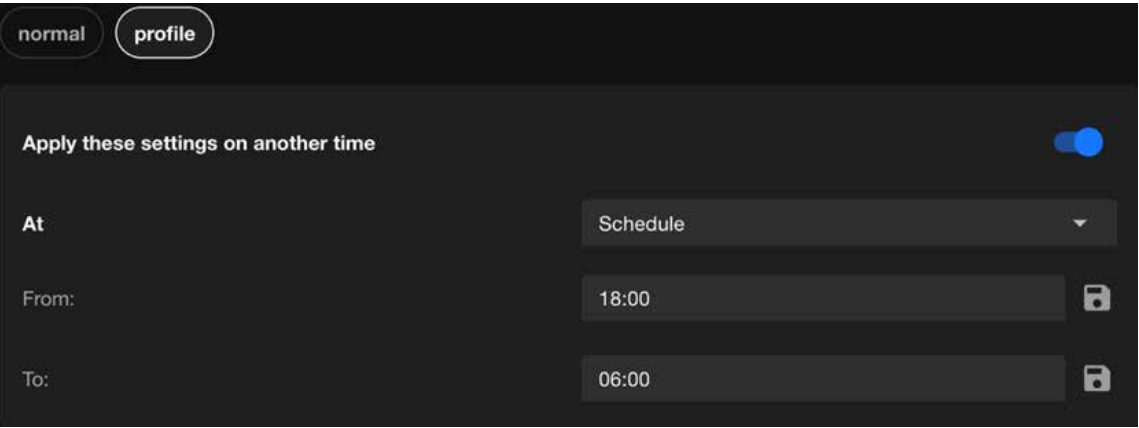 normal profile
Apply these settings on another time
At Schedule
From: 18:00
To: 06:00